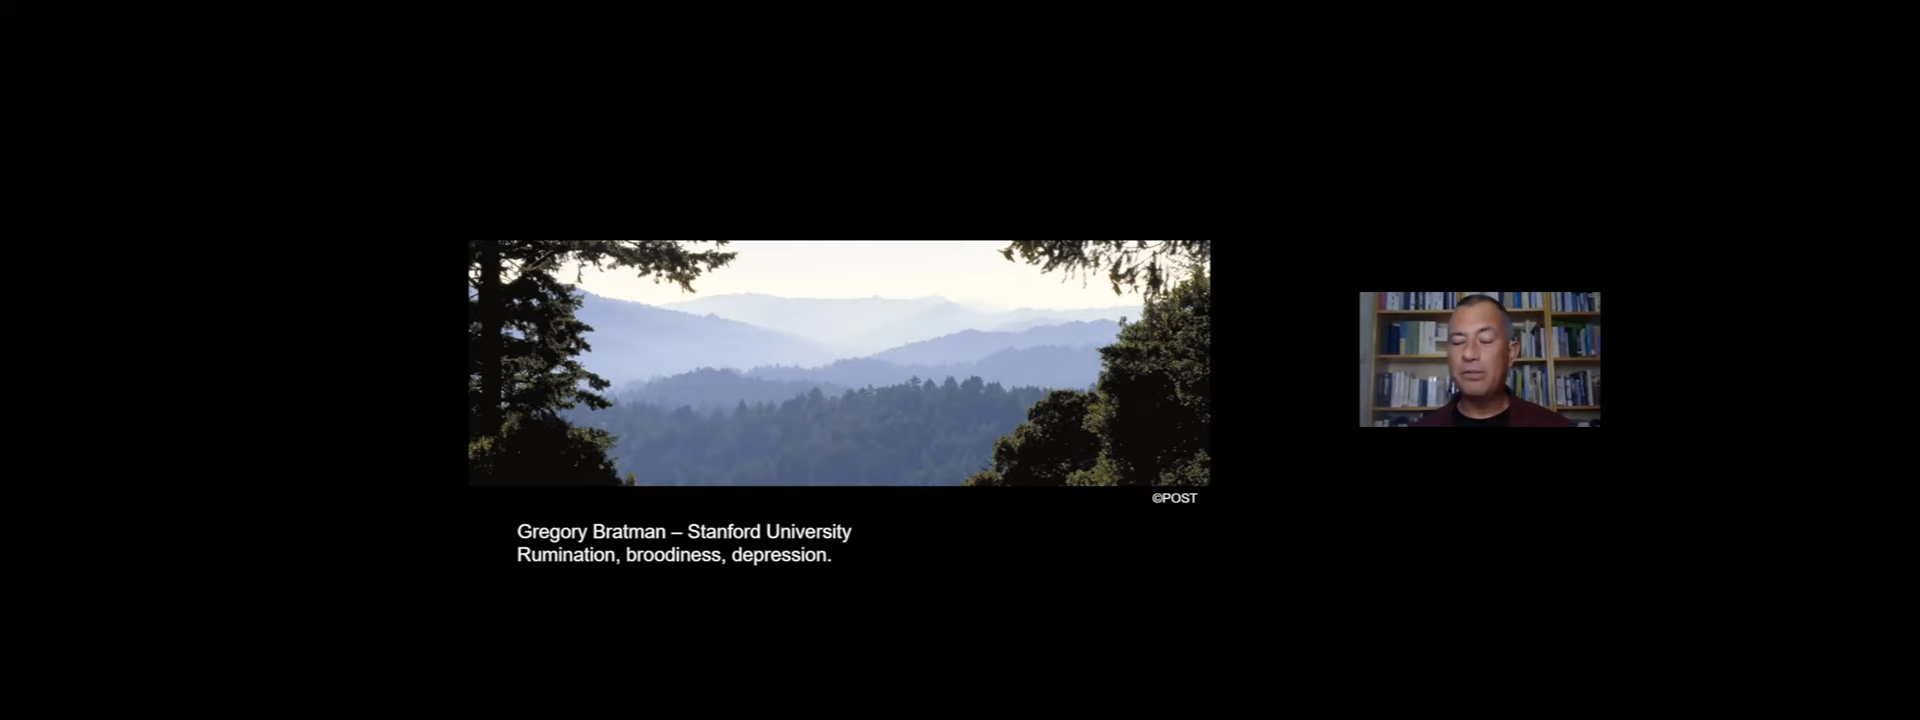 ©POST
Gregory Bratman – Stanford University
Rumination, broodiness, depression.